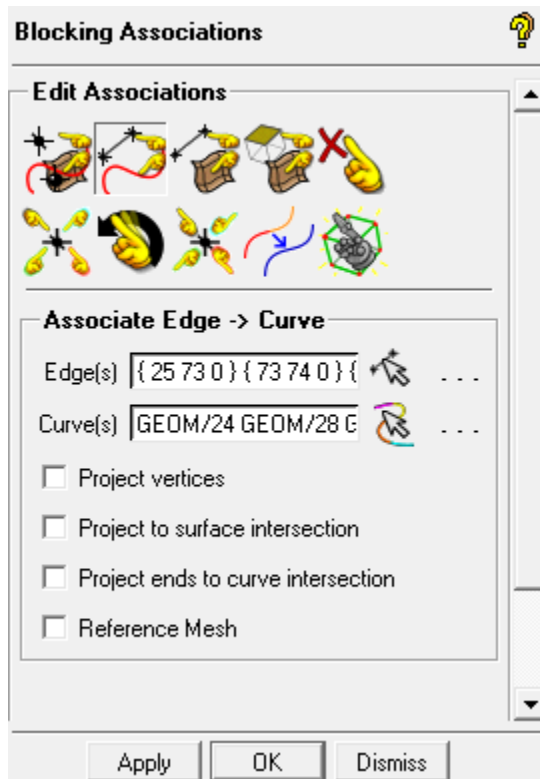 Blocking Associations
Edit Associations
Associate Edge -> Curve
Edge(s) { 25 73 0 } { 73 74 0 } { ...
Curve(s) GEOM/24 GEOM/28 G ...
Project vertices
Project to surface intersection
Project ends to curve intersection
Reference Mesh
Apply OK Dismiss